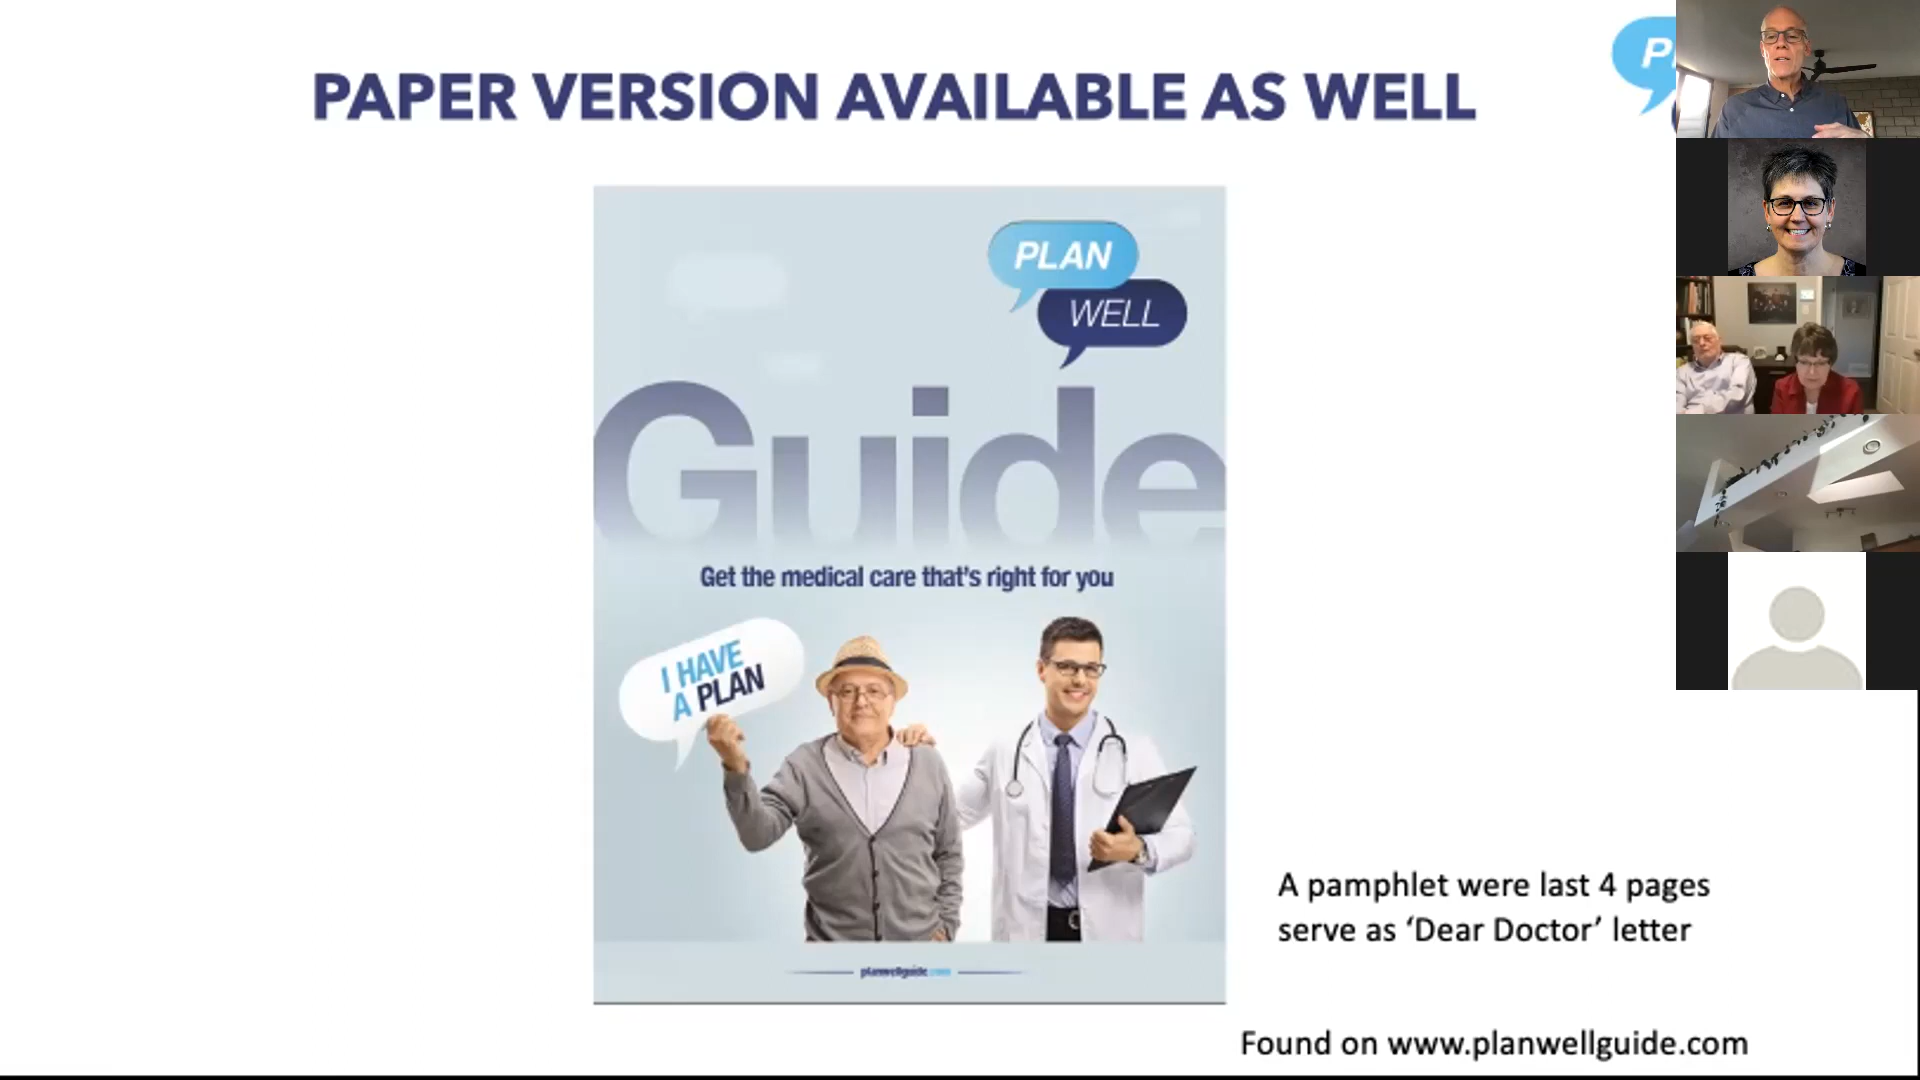 PAPER VERSION AVAILABLE AS WELL
P
PLAN
WELL
Guide
Get the medical care that's right for you
I HAVE
A PLAN
planwellguide.com
A pamphlet were last 4 pages
serve as ‘Dear Doctor’ letter
Found on www.planwellguide.com